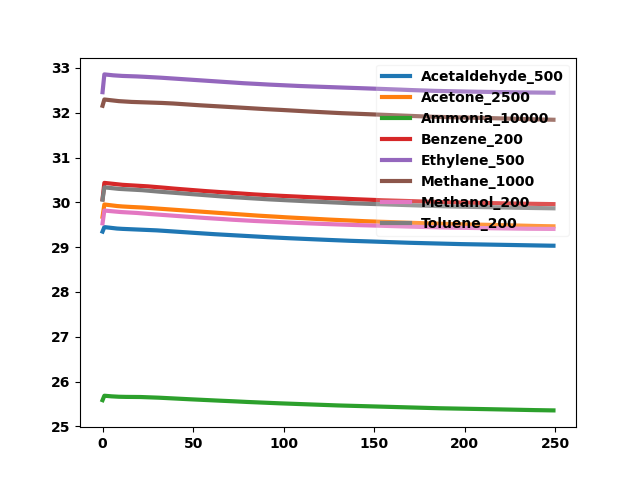 33
32
31
30
29
28
27
26
25
0 50 100 150 200 250
Acetaldehyde_500
Acetone_2500
Ammonia_10000
Benzene_200
Ethylene_500
Methane_1000
Methanol_200
Toluene_200